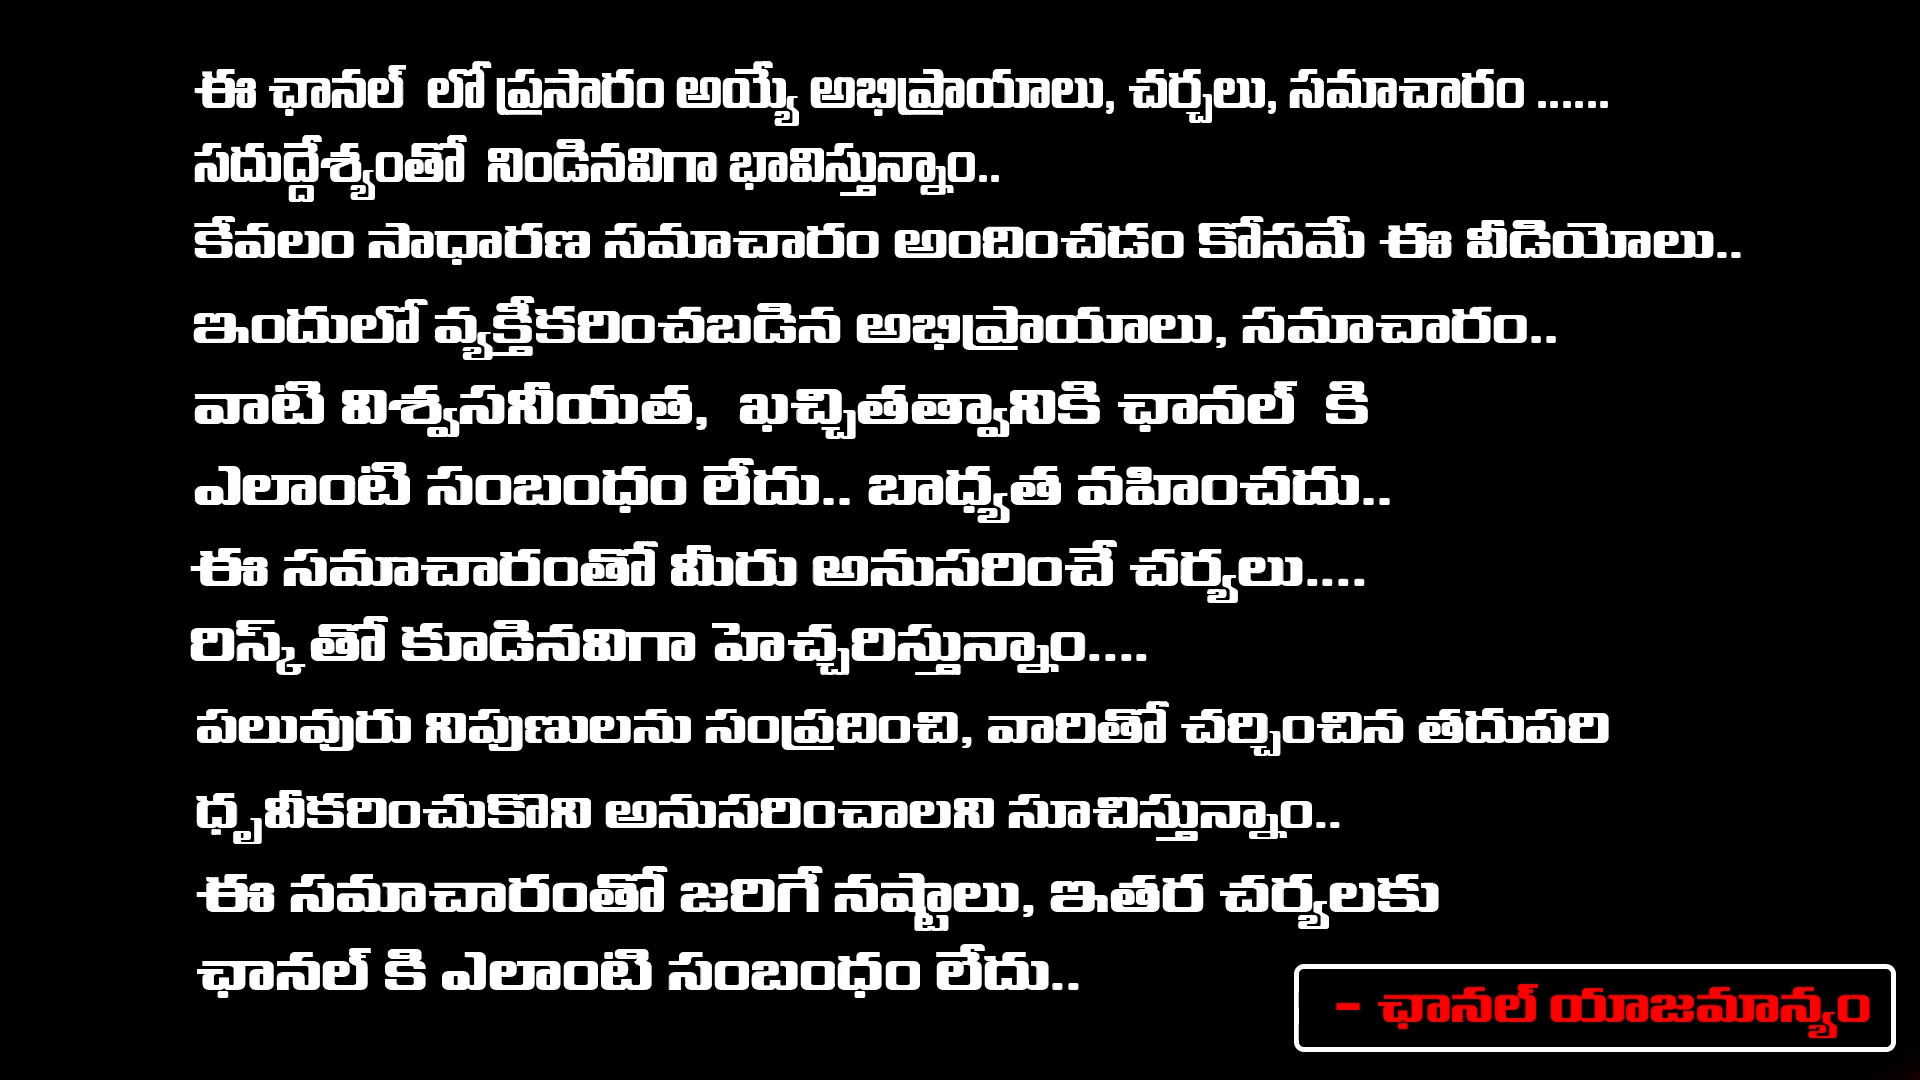 ఈ ఛానల్ లో ప్రసారం అయ్యే అభిప్రాయాలు, చర్చలు, సమాచారం ......
సదుద్దేశ్యంతో నిండినవిగా భావిస్తున్నాం..
కేవలం సాధారణ సమాచారం అందించడం కోసమే ఈ వీడియోలు..
ఇందులో వ్యక్తీకరించబడిన అభిప్రాయాలు, సమాచారం..
వాటి విశ్వసనీయత, ఖచ్చితత్వానికి ఛానల్ కి
ఎలాంటి సంబంధం లేదు.. బాధ్యత వహించదు..
ఈ సమాచారంతో మీరు అనుసరించే చర్యలు....
రిస్క్ తో కూడినవిగా హెచ్చరిస్తున్నాం....
పలువురు నిపుణులను సంప్రదించి, వారితో చర్చించిన తదుపరి
ధృవీకరించుకొని అనుసరించాలని సూచిస్తున్నాం..
ఈ సమాచారంతో జరిగే నష్టాలు, ఇతర చర్యలకు
ఛానల్ కి ఎలాంటి సంబంధం లేదు..
- ఛానల్ యాజమాన్యం